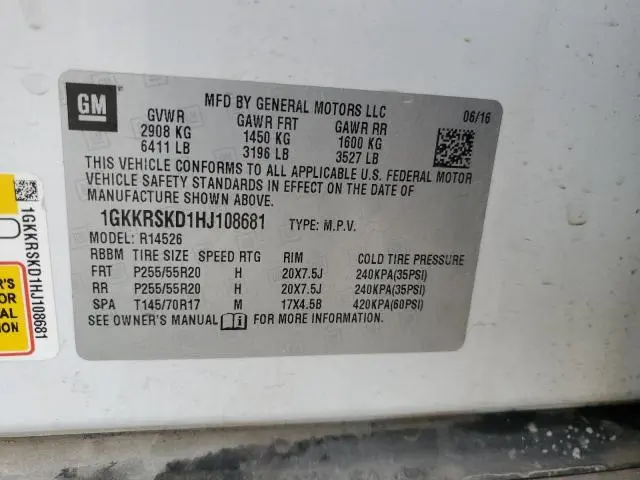 GM
MFD BY GENERAL MOTORS LLC
06/16
GVWR GAWR FRT GAWR RR
2908 KG 1450 KG 1600 KG
6411 LB 3196 LB 3527 LB
THIS VEHICLE CONFORMS TO ALL APPLICABLE U.S. FEDERAL MOTOR
VEHICLE SAFETY STANDARDS IN EFFECT ON THE DATE OF
MANUFACTURE SHOWN ABOVE.
1GKKRSKD1HJ108681 TYPE: M.P.V.
MODEL: R14526
RBBM TIRE SIZE SPEED RTG RIM COLD TIRE PRESSURE
FRT P255/55R20 H 20X7.5J 240KPA(35PSI)
RR P255/55R20 H 20X7.5J 240KPA(35PSI)
SPA T145/70R17 M 17X4.5B 420KPA(60PSI)
SEE OWNER'S MANUAL FOR MORE INFORMATION.
1GKKRSKD1HJ108681